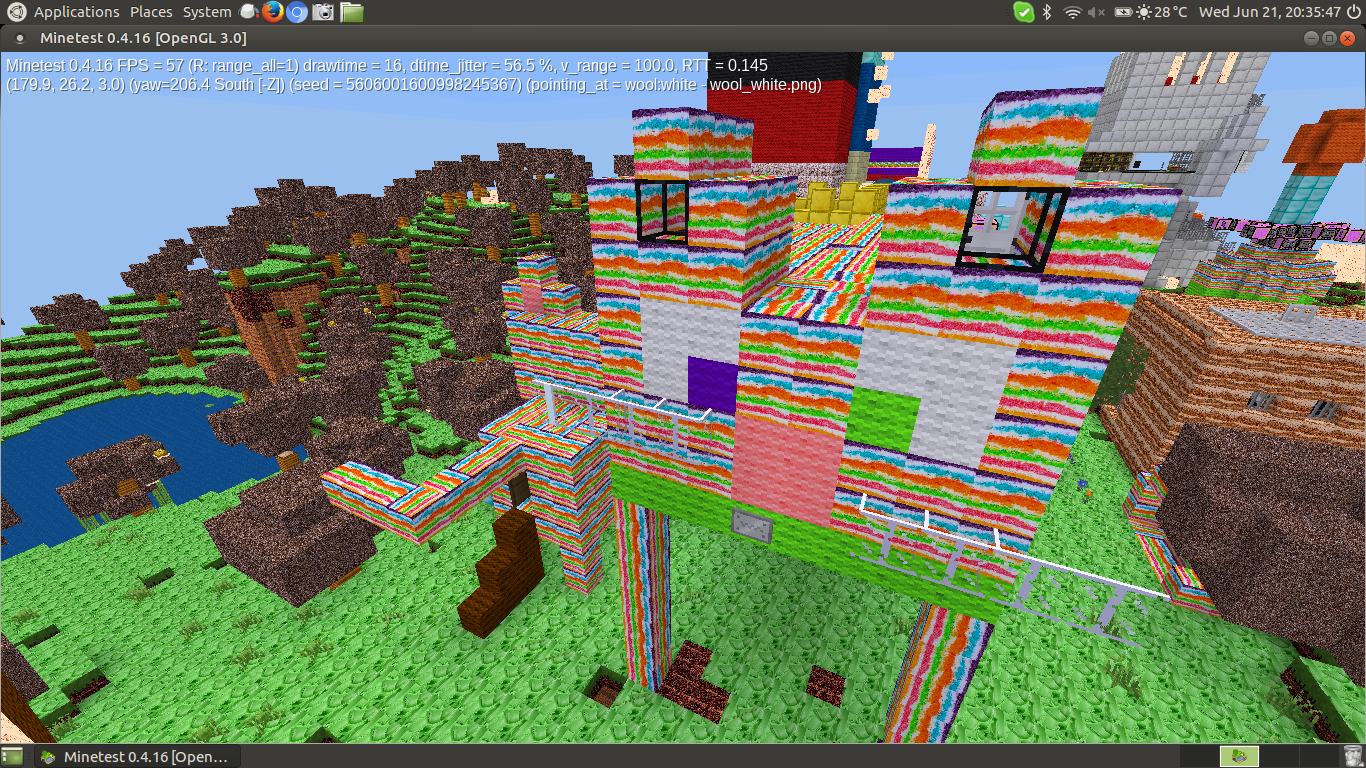 Applications Places System 28 °C Wed Jun 21, 20:35:47
Minetest 0.4.16 [OpenGL 3.0]
Minetest 0.4.16 FPS = 57 (R: range_all=1) drawtime = 16, dtime_jitter = 56.5 %, v_range = 100.0, RTT = 0.145
(179.9, 26.2, 3.0) (yaw=206.4 South [-Z]) (seed = 5606001600998245367) (pointing_at = wool:white - wool_white.png)
Minetest 0.4.16 [Open...